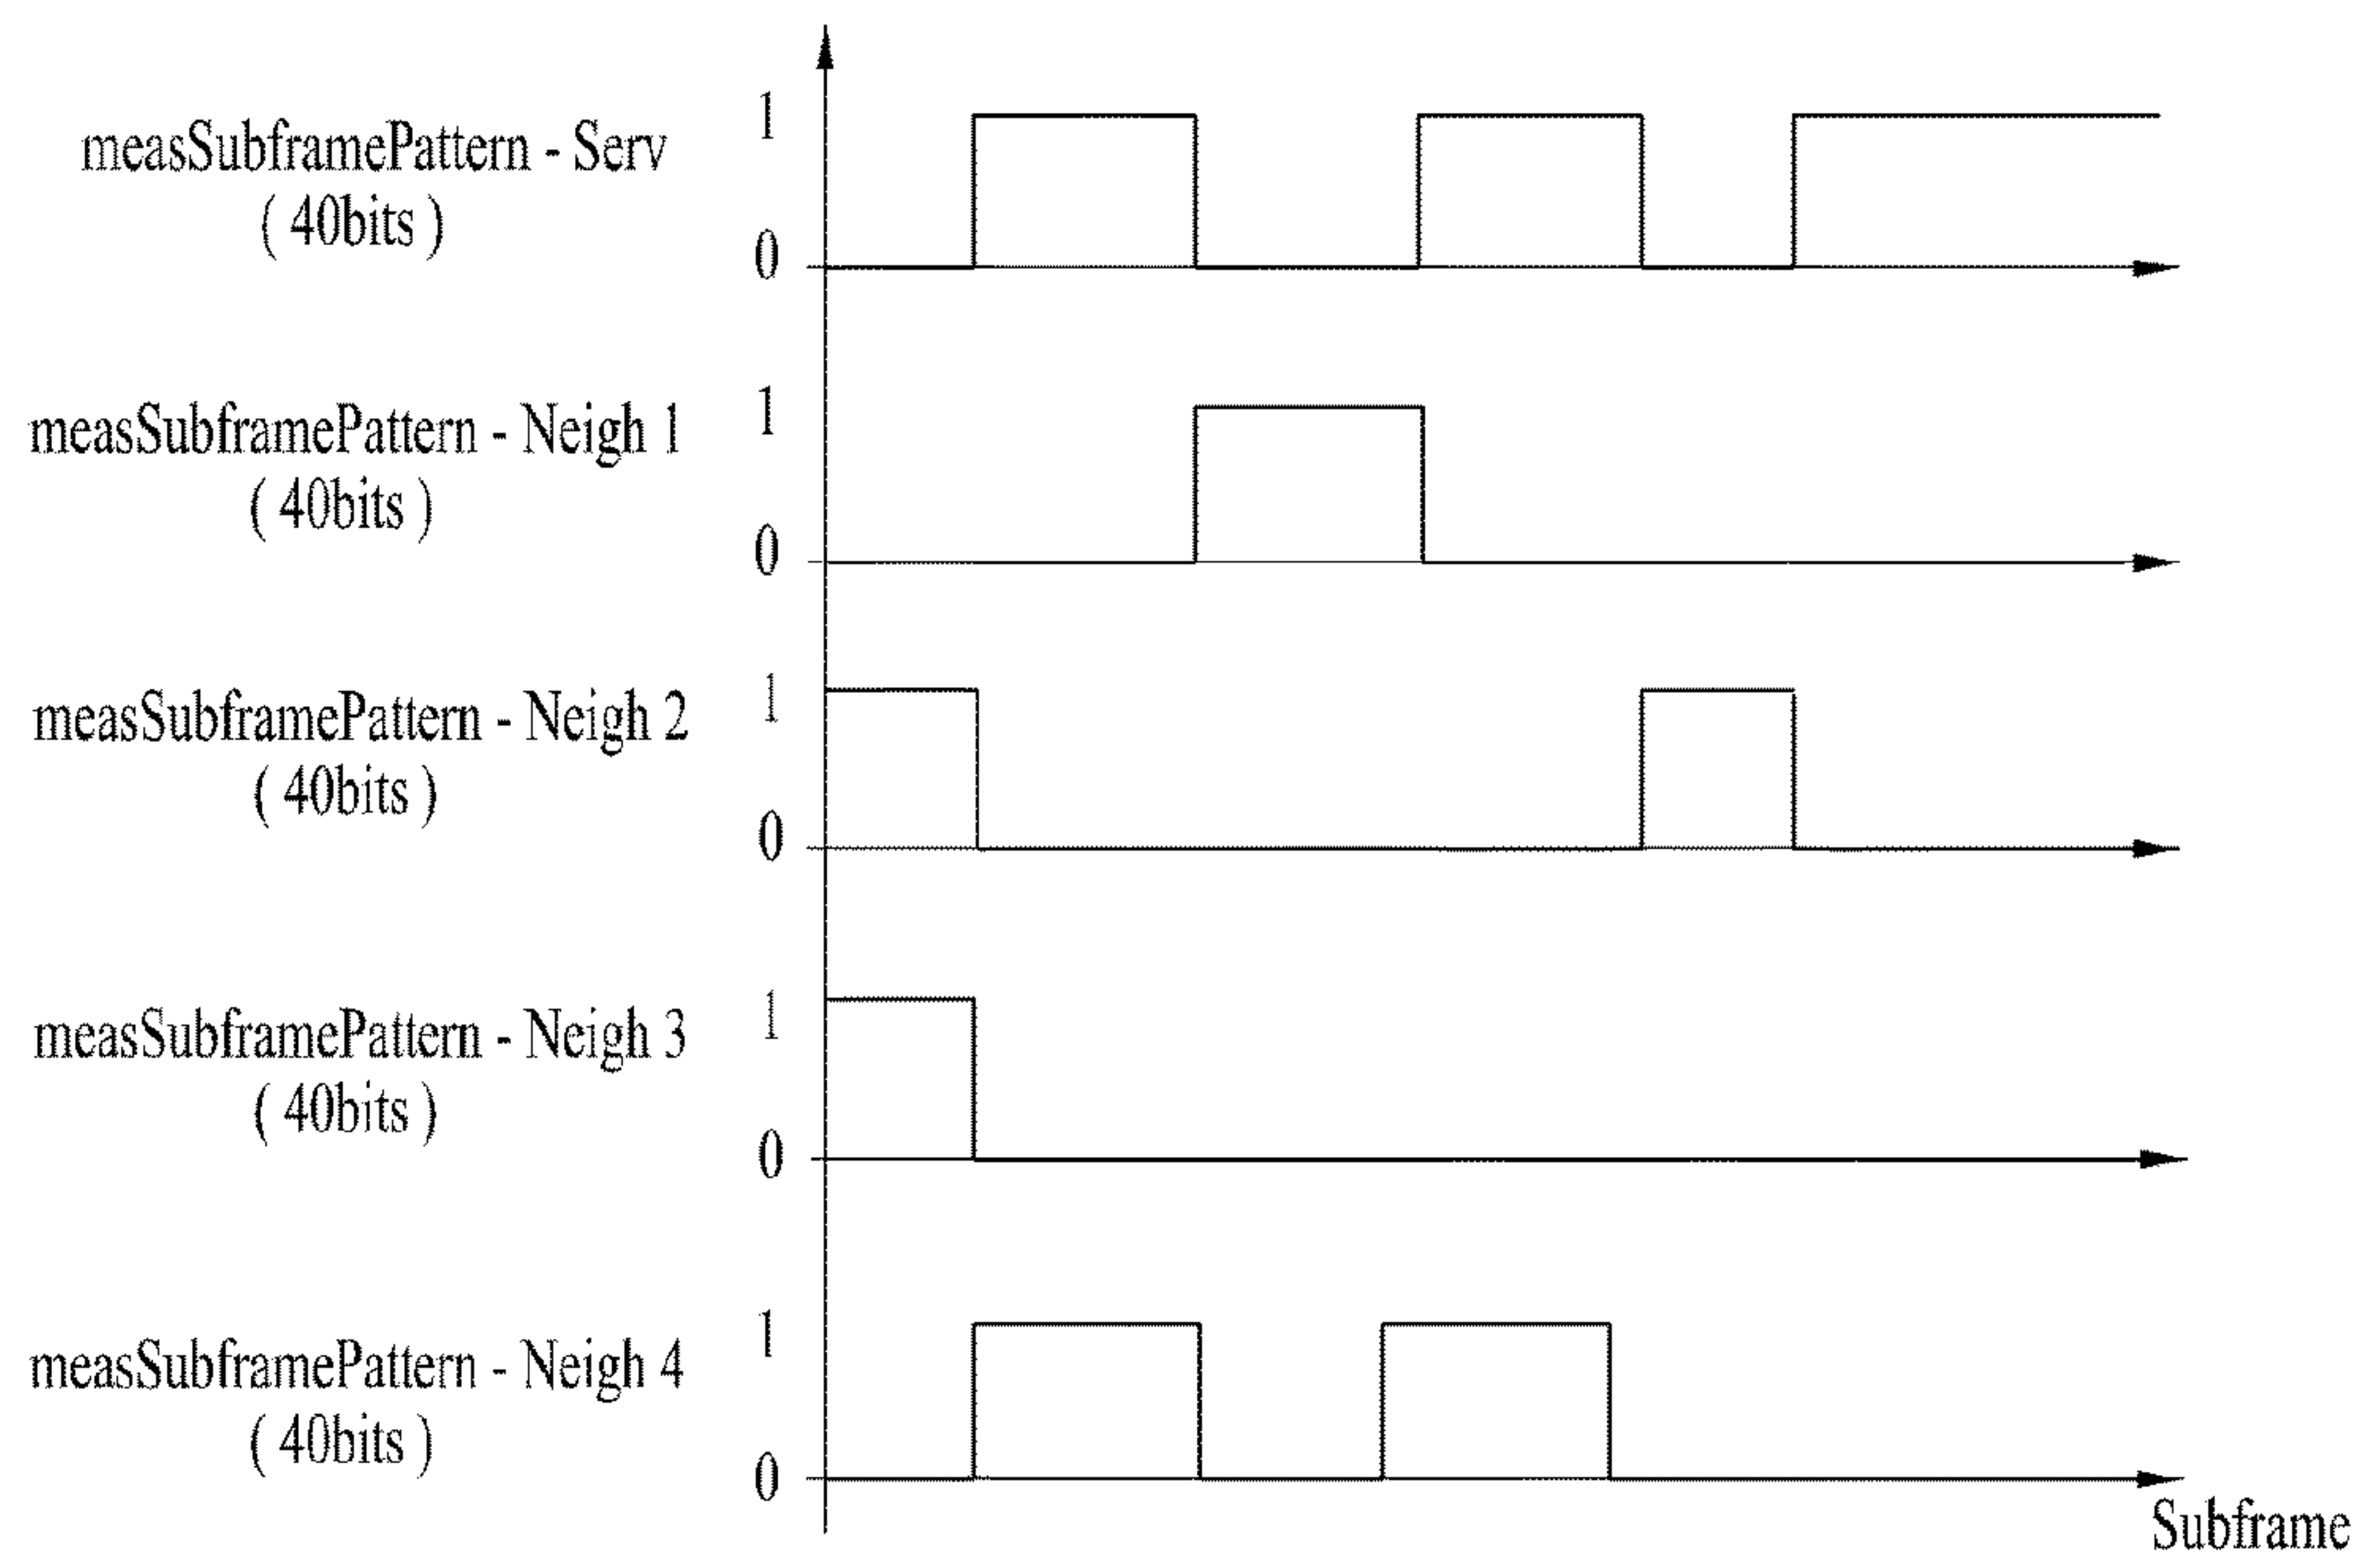 1
measSubframePattern - Serv
( 40bits )
0
1
measSubframePattern - Neigh 1
( 40bits )
0
1
measSubframePattern - Neigh 2
( 40bits )
0
1
measSubframePattern - Neigh 3
( 40bits )
0
1
measSubframePattern - Neigh 4
( 40bits )
0
Subframe